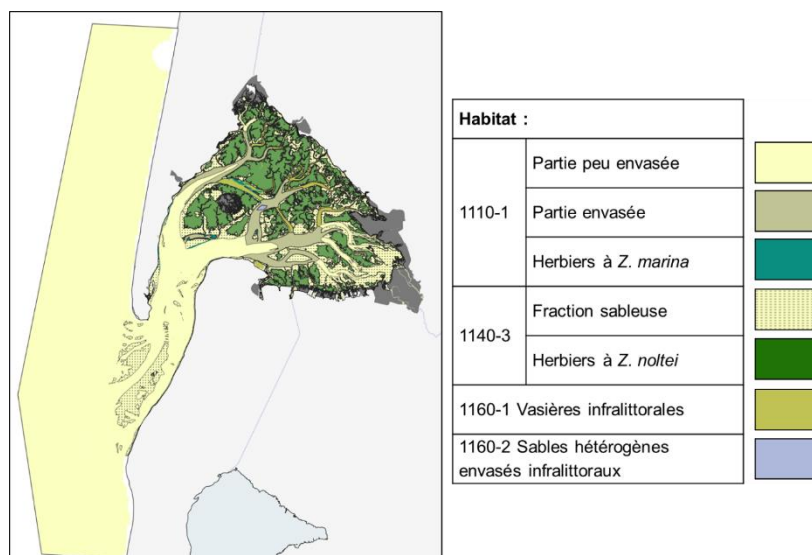 Habitat :
1110-1
Partie peu envasée
Partie envasée
Herbiers à Z. marina
1140-3
Fraction sableuse
Herbiers à Z. noltei
1160-1 Vasières infralittorales
1160-2 Sables hétérogènes
envasés infralittoraux